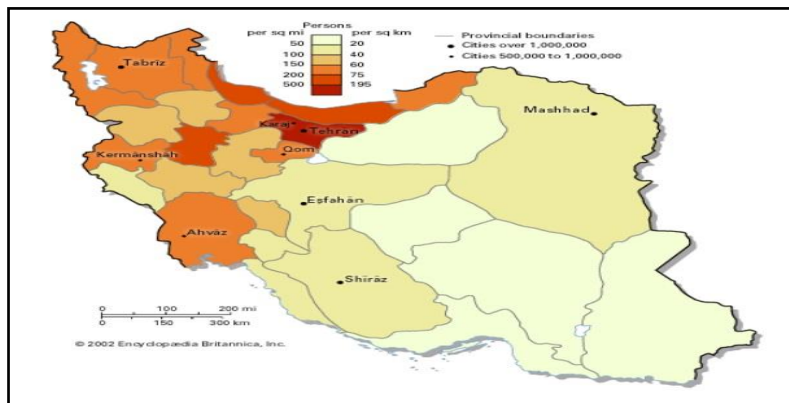 Persons
per sq mi per sq km
50 20
100 40
150 60
200 75
500 195
Provincial boundaries
Cities over 1,000,000
Cities 500,000 to 1,000,000
Tabrīz
Mashhad
Karaj
Tehrān
Qom
Kermānshāh
Eşfahān
Ahvāz
Shīrāz
0 100 200 mi
0 150 300 km
© 2002 Encyclopædia Britannica, Inc.